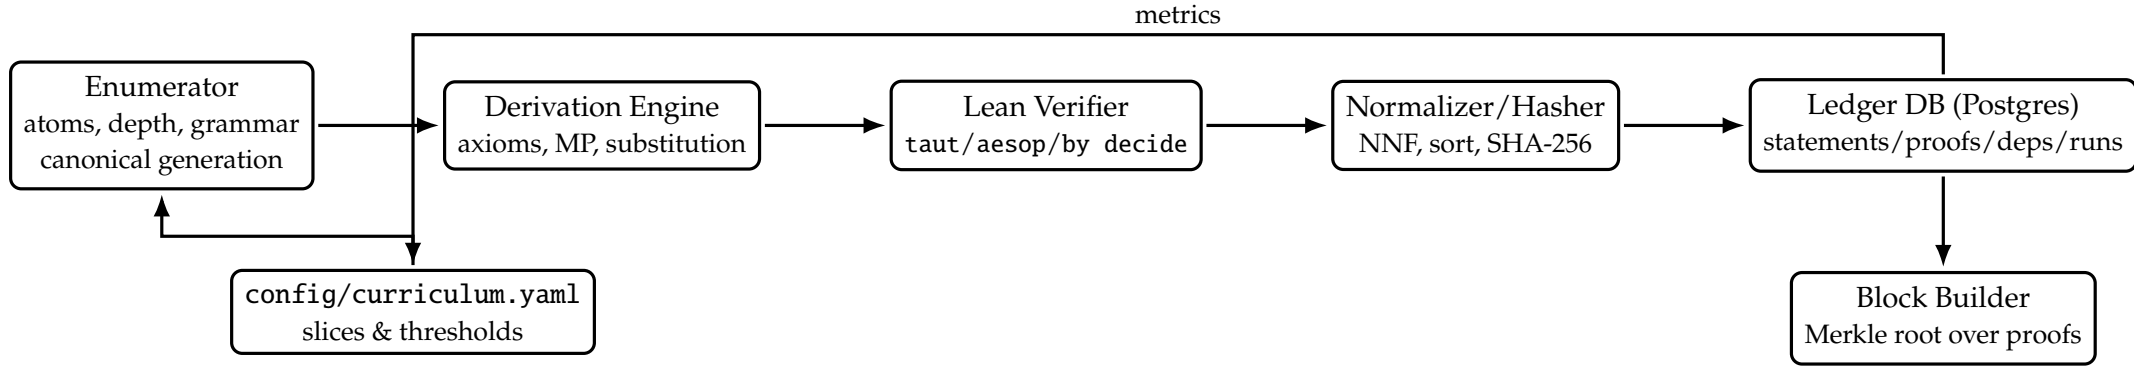 metrics
Enumerator
atoms, depth, grammar
canonical generation
Derivation Engine
axioms, MP, substitution
Lean Verifier
taut/aesop/by decide
Normalizer/Hasher
NNF, sort, SHA-256
Ledger DB (Postgres)
statements/proofs/deps/runs
config/curriculum.yaml
slices & thresholds
Block Builder
Merkle root over proofs